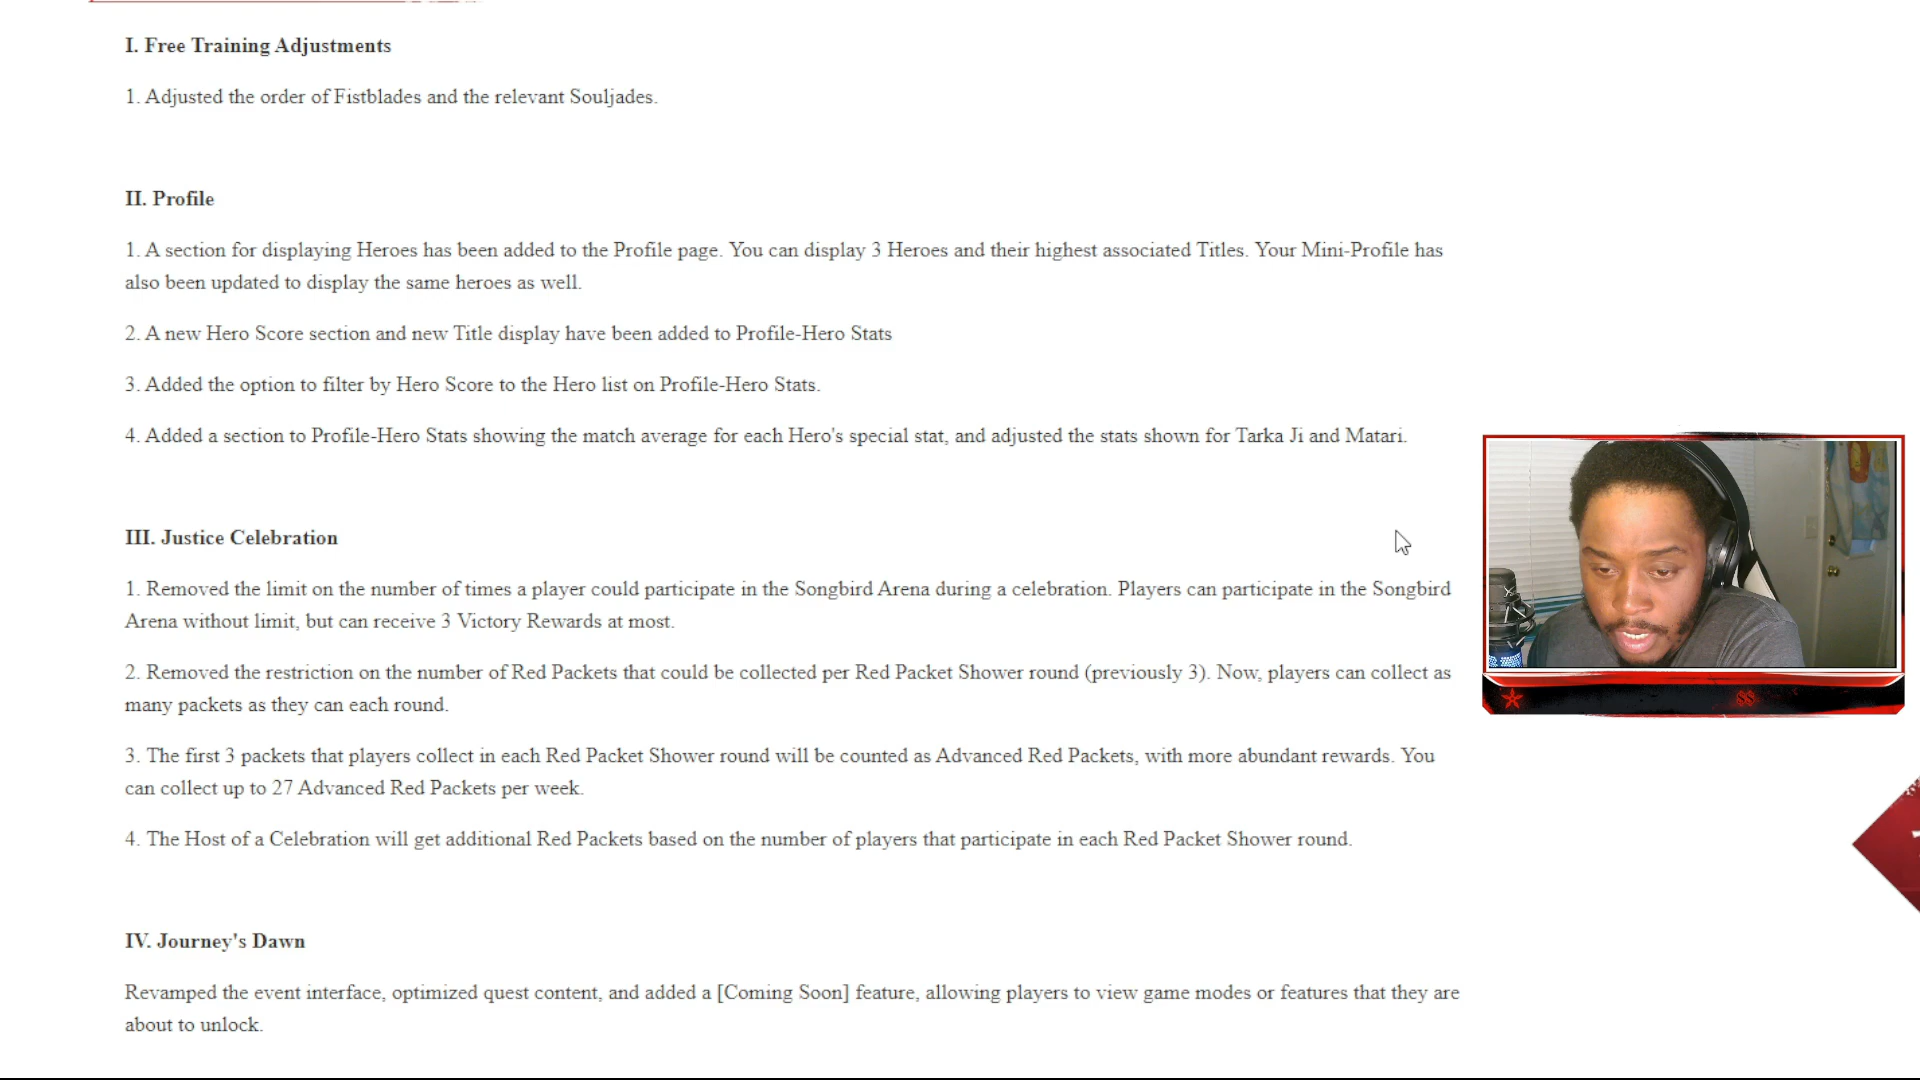 I. Free Training Adjustments
1. Adjusted the order of Fistblades and the relevant Souljades.
II. Profile
1. A section for displaying Heroes has been added to the Profile page. You can display 3 Heroes and their highest associated Titles. Your Mini-Profile has
also been updated to display the same heroes as well.
2. A new Hero Score section and new Title display have been added to Profile-Hero Stats
3. Added the option to filter by Hero Score to the Hero list on Profile-Hero Stats.
4. Added a section to Profile-Hero Stats showing the match average for each Hero's special stat, and adjusted the stats shown for Tarka Ji and Matari.
III. Justice Celebration
1. Removed the limit on the number of times a player could participate in the Songbird Arena during a celebration. Players can participate in the Songbird
Arena without limit, but can receive 3 Victory Rewards at most.
2. Removed the restriction on the number of Red Packets that could be collected per Red Packet Shower round (previously 3). Now, players can collect as
many packets as they can each round.
3. The first 3 packets that players collect in each Red Packet Shower round will be counted as Advanced Red Packets, with more abundant rewards. You
can collect up to 27 Advanced Red Packets per week.
4. The Host of a Celebration will get additional Red Packets based on the number of players that participate in each Red Packet Shower round.
IV. Journey's Dawn
Revamped the event interface, optimized quest content, and added a [Coming Soon] feature, allowing players to view game modes or features that they are
about to unlock.